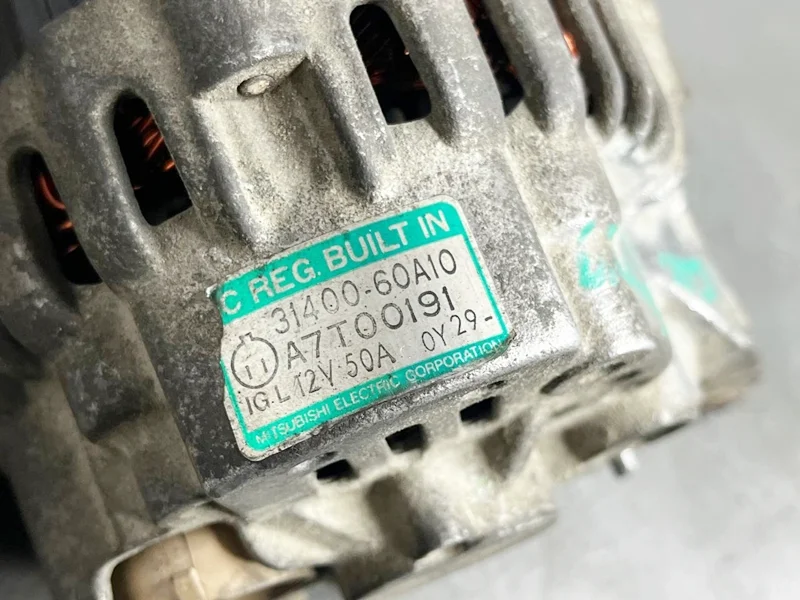 C REG. BUILT IN
31400-60A10
A7T00191
IG.L 12V 50A 0Y29-
MITSUBISHI ELECTRIC CORPORATION